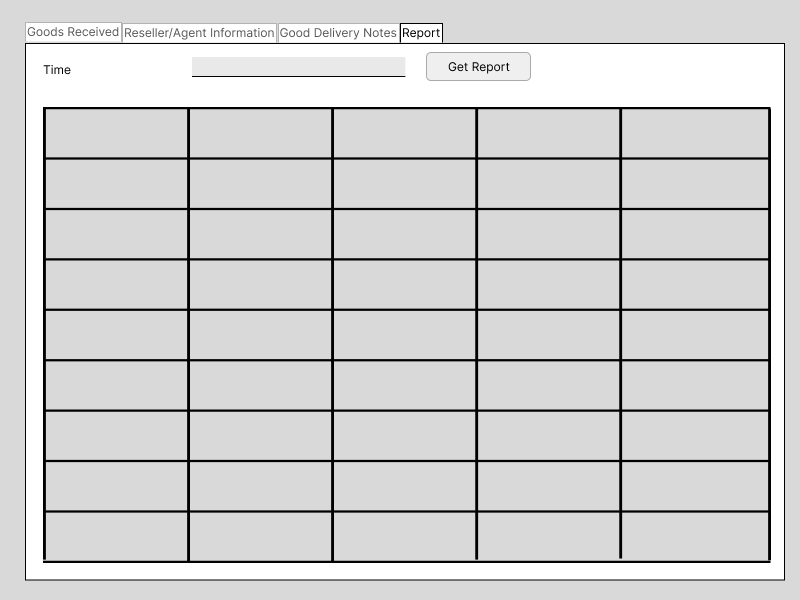 Goods Received Reseller/Agent Information Good Delivery Notes Report
Time Get Report